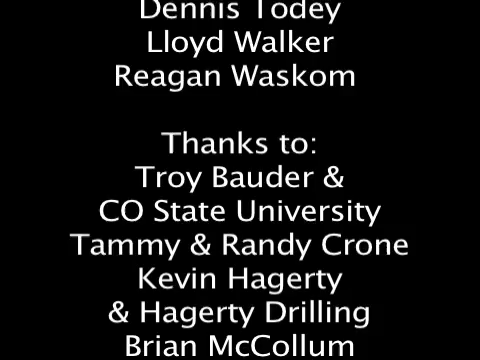 Dennis Todey
Lloyd Walker
Reagan Waskom
Thanks to:
Troy Bauder &
CO State University
Tammy & Randy Crone
Kevin Hagerty
& Hagerty Drilling
Brian McCollum